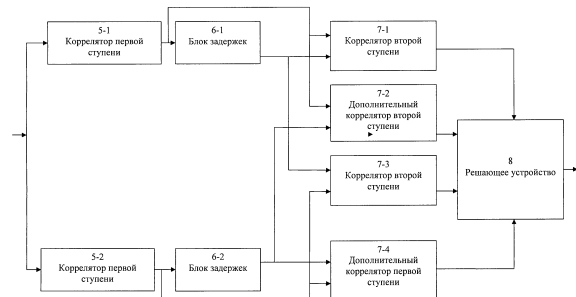 5-1
Коррелятор первой
ступени
6-1
Блок задержек
7-1
Коррелятор второй
ступени
7-2
Дополнительный
коррелятор второй
ступени
7-3
Коррелятор второй
ступени
8
Решающее устройство
5-2
Коррелятор первой
ступени
6-2
Блок задержек
7-4
Дополнительный
коррелятор первой
ступени